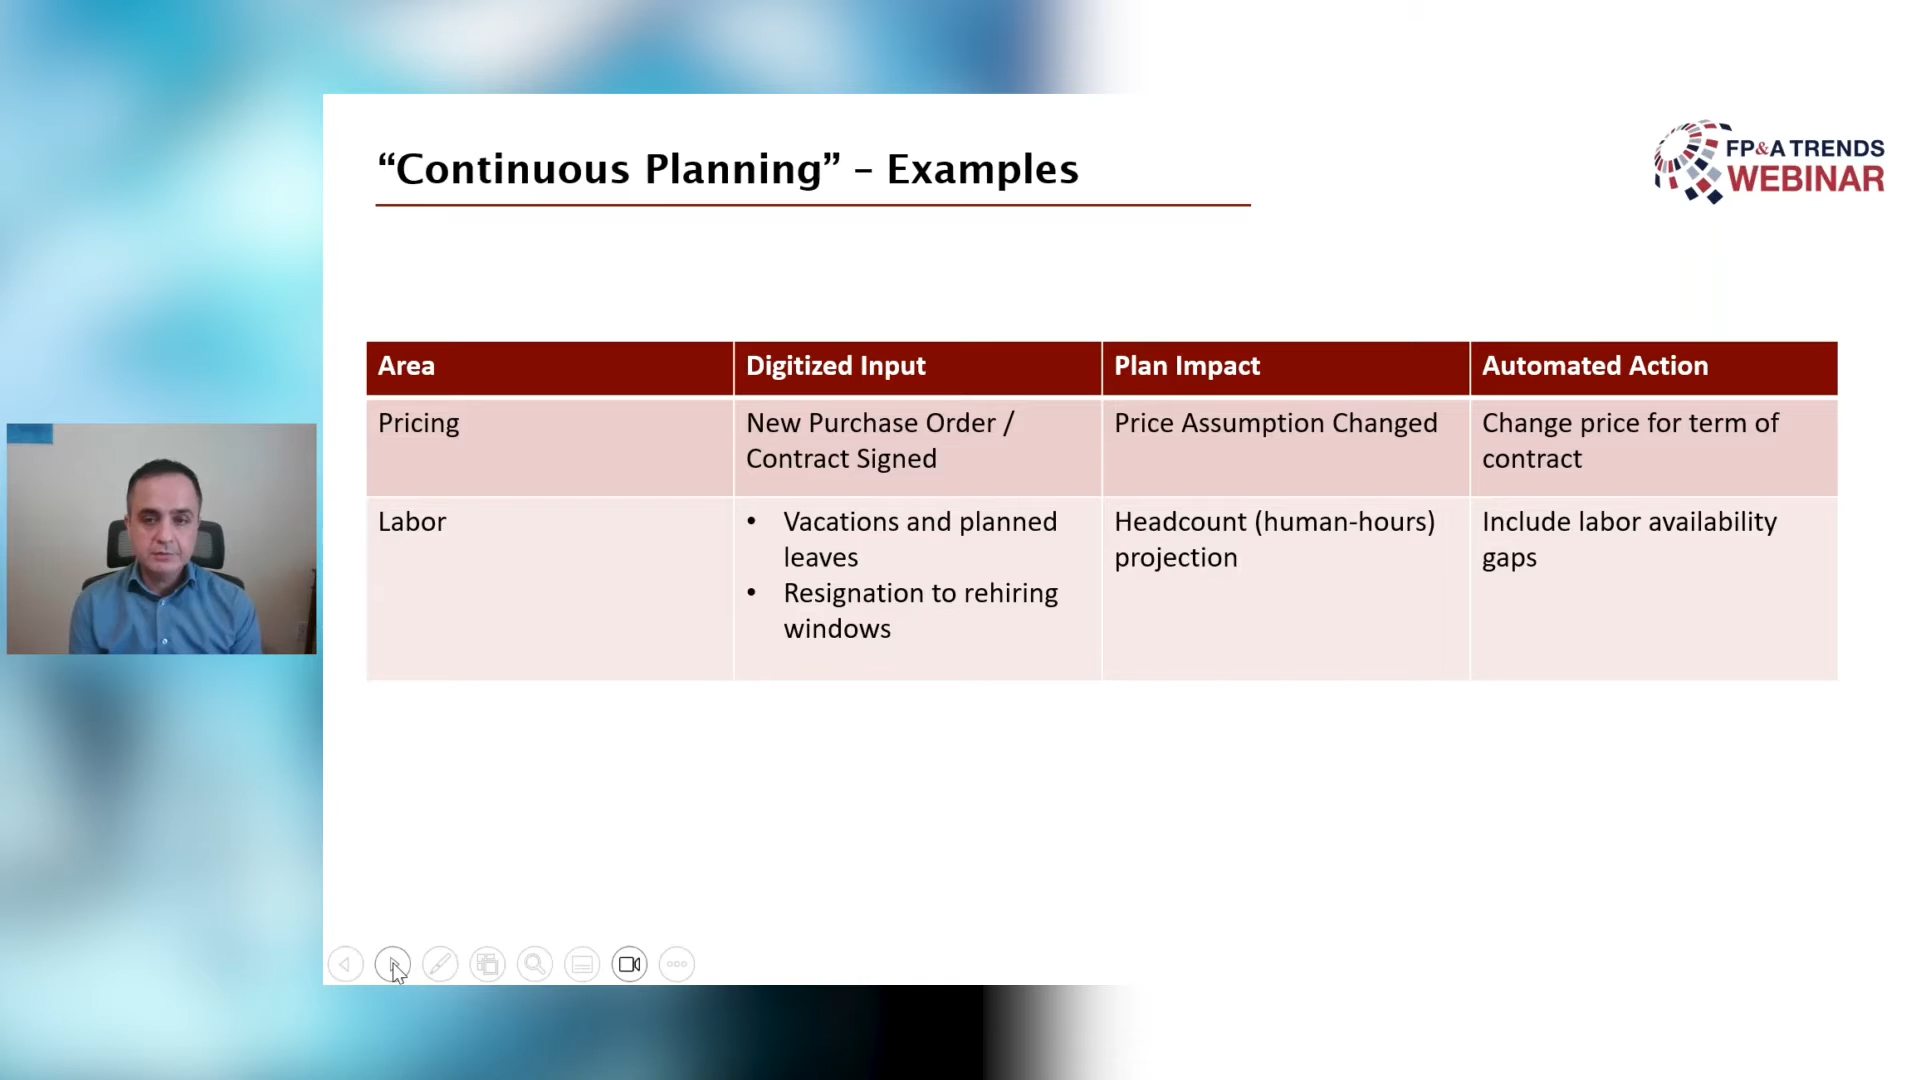 “Continuous Planning” – Examples
FP&A TRENDS
WEBINAR
Area
Digitized Input
Plan Impact
Automated Action
Pricing
New Purchase Order /
Contract Signed
Price Assumption Changed
Change price for term of
contract
Labor
• Vacations and planned
leaves
• Resignation to rehiring
windows
Headcount (human-hours)
projection
Include labor availability
gaps